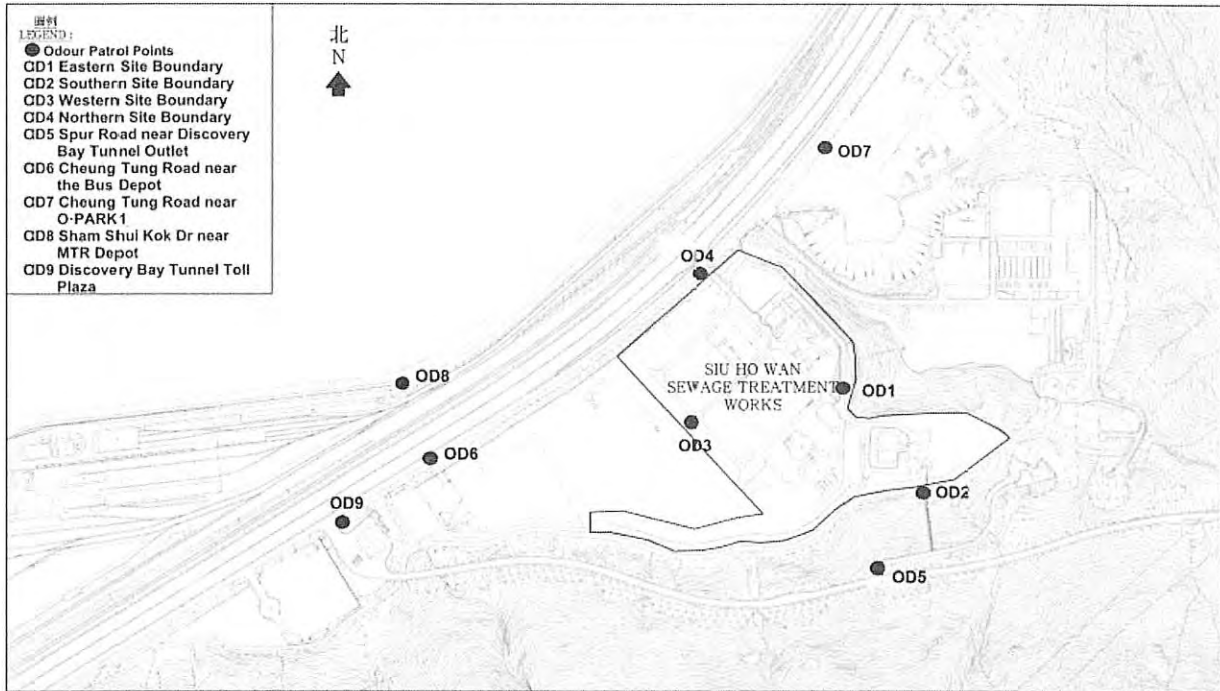 圖例
LEGEND:
Odour Patrol Points
OD1 Eastern Site Boundary
OD2 Southern Site Boundary
OD3 Western Site Boundary
OD4 Northern Site Boundary
OD5 Spur Road near Discovery
Bay Tunnel Outlet
OD6 Cheung Tung Road near
the Bus Depot
OD7 Cheung Tung Road near
O·PARK1
OD8 Sham Shui Kok Dr near
MTR Depot
OD9 Discovery Bay Tunnel Toll
Plaza
北
N
OD7
OD4
OD8
SIU HO WAN
SEWAGE TREATMENT
WORKS
OD1
OD3
OD6
OD2
OD9
OD5